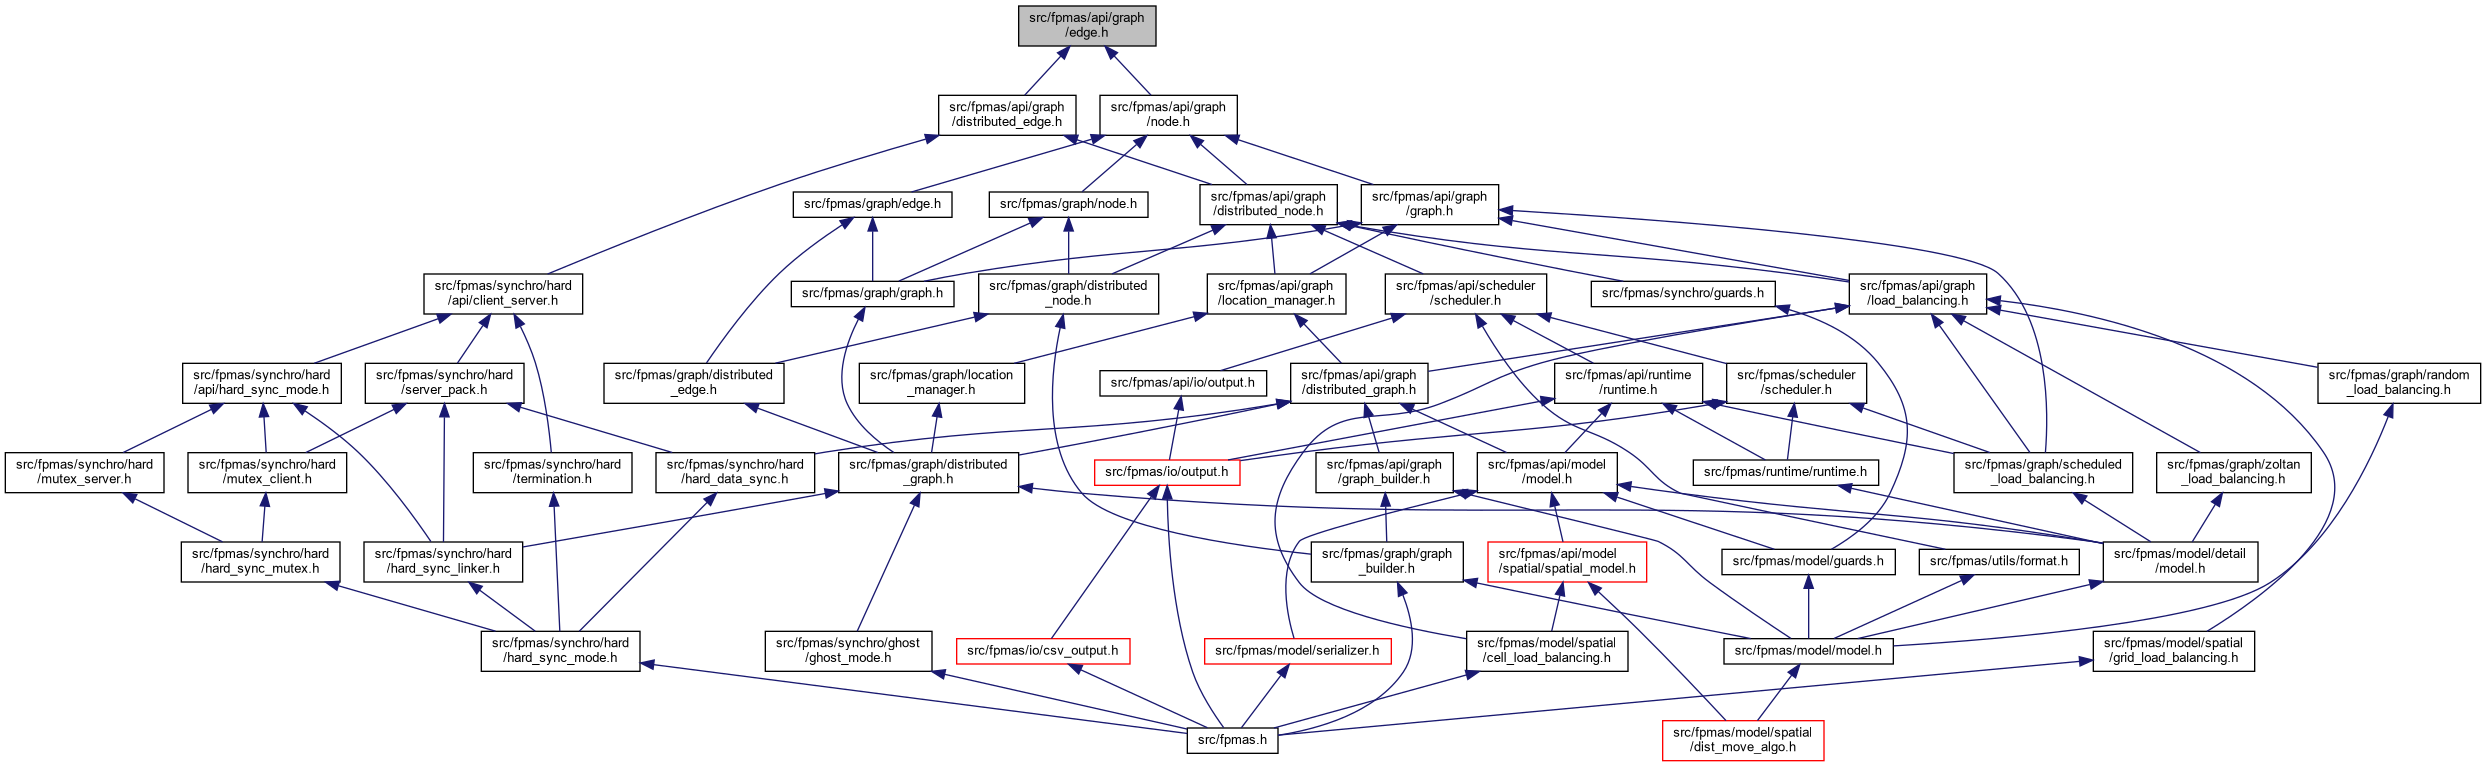 src/fpmas/api/graph
/edge.h
src/fpmas/api/graph
/distributed_edge.h
src/fpmas/api/graph
/node.h
src/fpmas/graph/edge.h
src/fpmas/graph/node.h
src/fpmas/api/graph
/distributed_node.h
src/fpmas/api/graph
/graph.h
src/fpmas/synchro/hard
/api/client_server.h
src/fpmas/graph/graph.h
src/fpmas/graph/distributed
_node.h
src/fpmas/api/graph
/location_manager.h
src/fpmas/api/scheduler
/scheduler.h
src/fpmas/synchro/guards.h
src/fpmas/api/graph
/load_balancing.h
src/fpmas/synchro/hard
/api/hard_sync_mode.h
src/fpmas/synchro/hard
/server_pack.h
src/fpmas/graph/distributed
_edge.h
src/fpmas/graph/location
_manager.h
src/fpmas/api/io/output.h
src/fpmas/api/graph
/distributed_graph.h
src/fpmas/api/runtime
/runtime.h
src/fpmas/scheduler
/scheduler.h
src/fpmas/graph/random
_load_balancing.h
src/fpmas/synchro/hard
/mutex_server.h
src/fpmas/synchro/hard
/mutex_client.h
src/fpmas/synchro/hard
/termination.h
src/fpmas/synchro/hard
/hard_data_sync.h
src/fpmas/graph/distributed
_graph.h
src/fpmas/io/output.h
src/fpmas/api/graph
/graph_builder.h
src/fpmas/api/model
/model.h
src/fpmas/runtime/runtime.h
src/fpmas/graph/scheduled
_load_balancing.h
src/fpmas/graph/zoltan
_load_balancing.h
src/fpmas/synchro/hard
/hard_sync_mutex.h
src/fpmas/synchro/hard
/hard_sync_linker.h
src/fpmas/graph/graph
_builder.h
src/fpmas/api/model
/spatial/spatial_model.h
src/fpmas/model/guards.h
src/fpmas/utils/format.h
src/fpmas/model/detail
/model.h
src/fpmas/synchro/hard
/hard_sync_mode.h
src/fpmas/synchro/ghost
/ghost_mode.h
src/fpmas/io/csv_output.h
src/fpmas/model/serializer.h
src/fpmas/model/spatial
/cell_load_balancing.h
src/fpmas/model/model.h
src/fpmas/model/spatial
/grid_load_balancing.h
src/fpmas.h
src/fpmas/model/spatial
/dist_move_algo.h